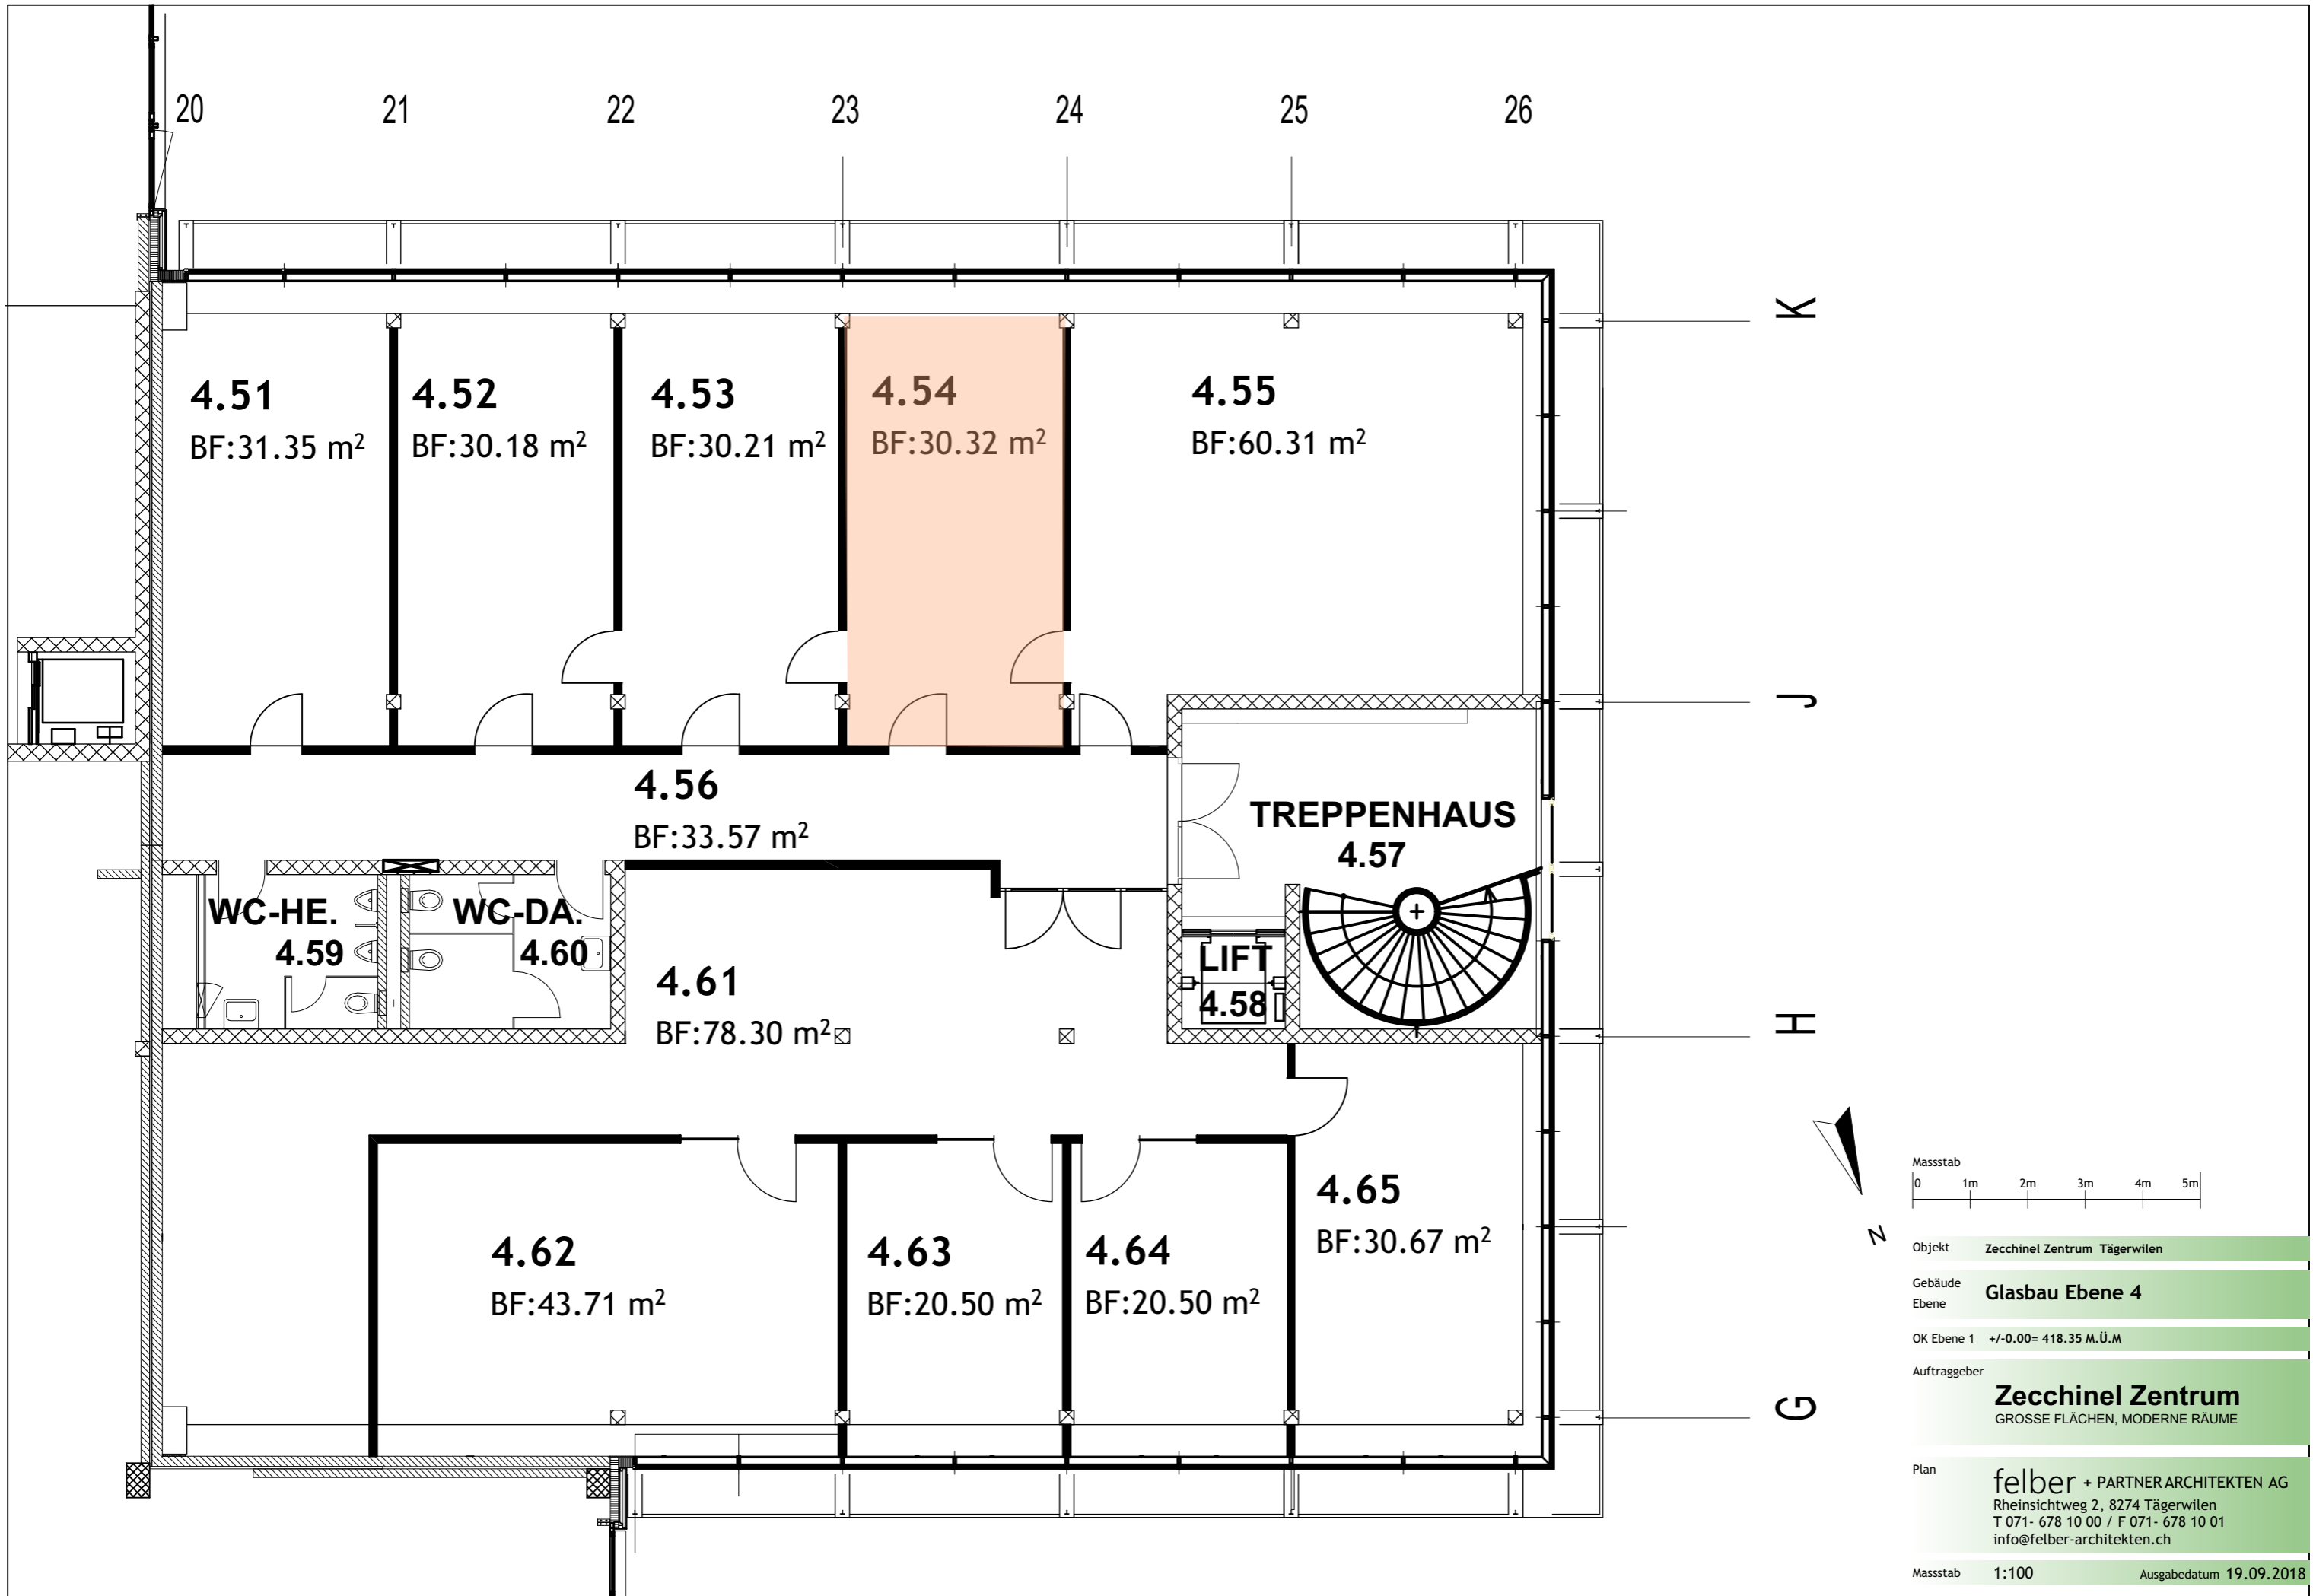 20 21 22 23 24 25 26
K
4.51 4.52 4.53 4.54 4.55
BF:31.35 m² BF:30.18 m² BF:30.21 m² BF:30.32 m² BF:60.31 m²
J
4.56
BF:33.57 m²
TREPPENHAUS
4.57
WC-HE.
4.59
WC-DA.
4.60
LIFT
4.58
4.61
BF:78.30 m²
H
4.62
BF:43.71 m²
4.63
BF:20.50 m²
4.64
BF:20.50 m²
4.65
BF:30.67 m²
G
N
Massstab
0 1m 2m 3m 4m 5m
Objekt Zecchinel Zentrum Tägerwilen
Gebäude
Ebene
Glasbau Ebene 4
OK Ebene 1 +/-0.00= 418.35 M.Ü.M
Auftraggeber
Zecchinel Zentrum
GROSSE FLÄCHEN, MODERNE RÄUME
Plan
felber + PARTNER ARCHITEKTEN AG
Rheinsichtweg 2, 8274 Tägerwilen
T 071- 678 10 00 / F 071- 678 10 01
info@felber-architekten.ch
Masstab 1:100 Ausgabedatum 19.09.2018